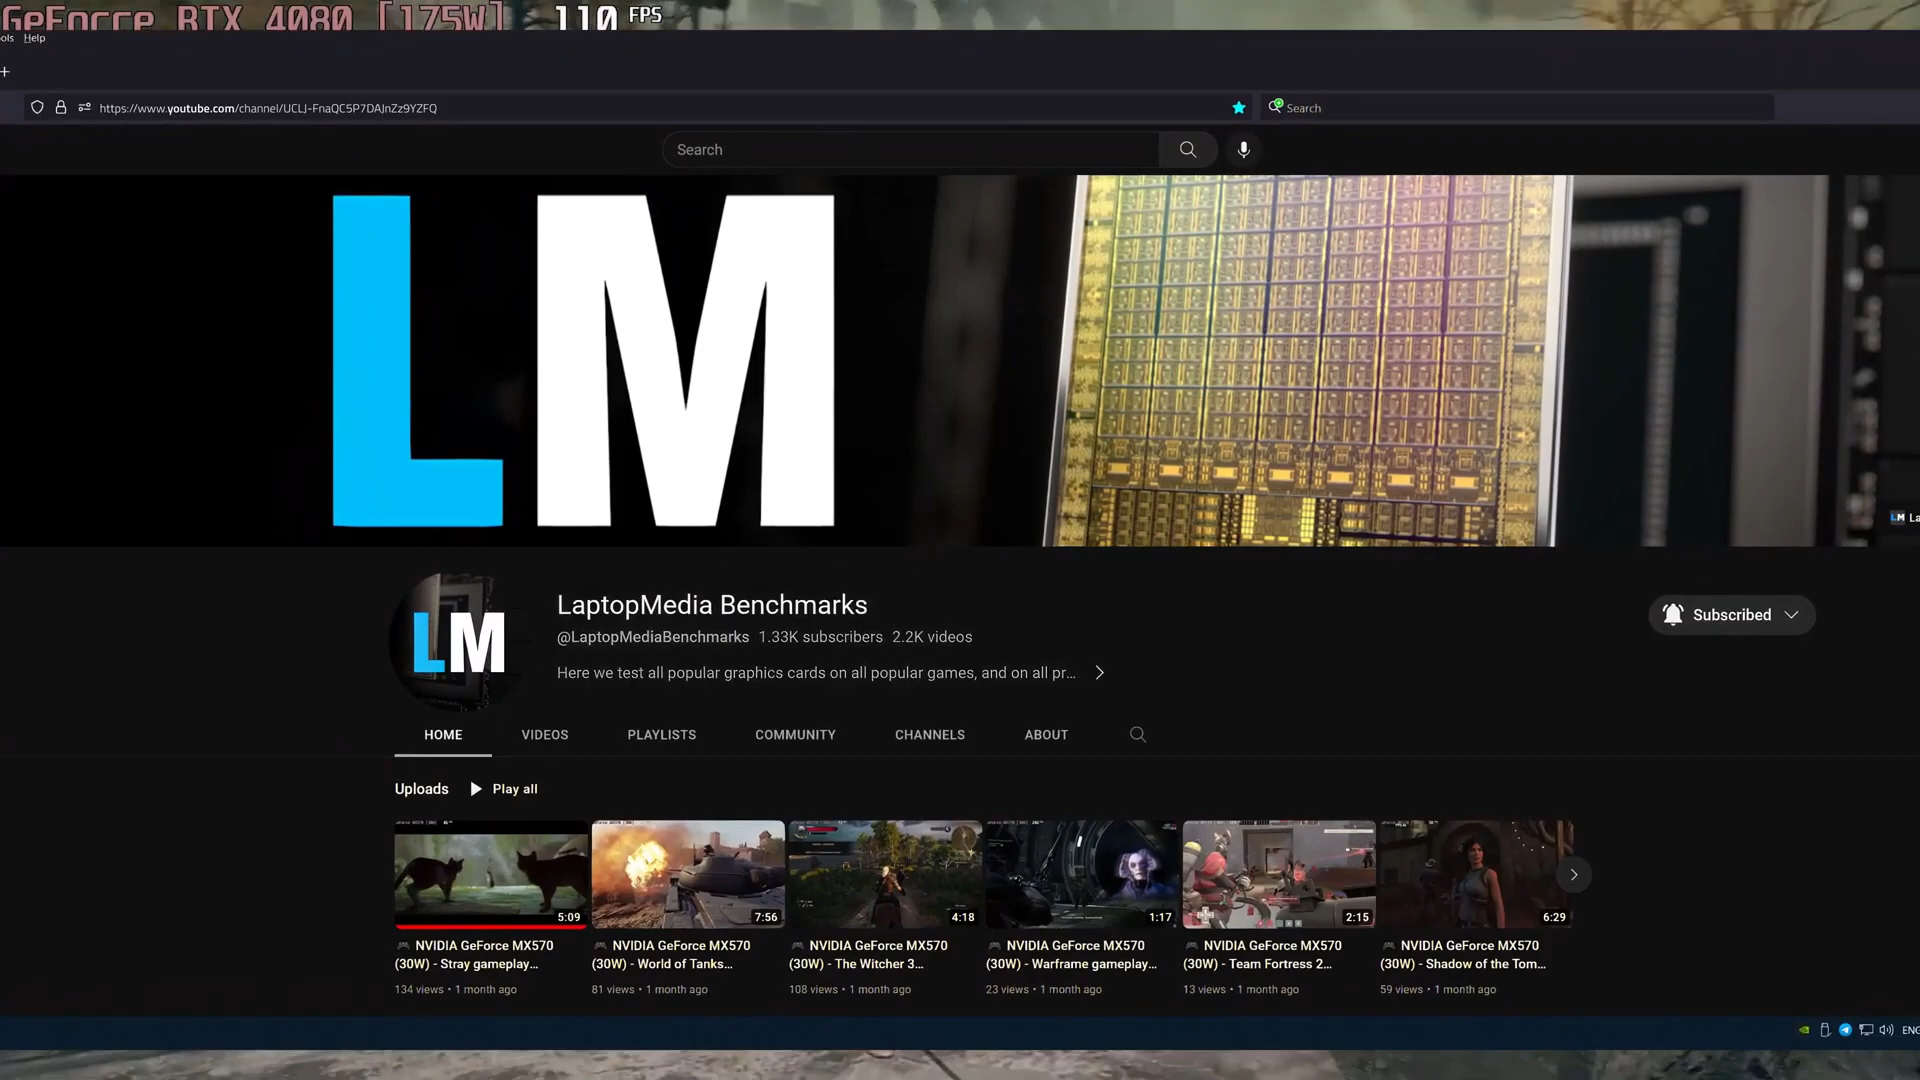 GeForce RTX 4080 [175W] 110 FPS
ols Help
+
https://www.youtube.com/channel/UCLJ-FnaQC5P7DAJnZz9YZFQ
Search
Search
LM
LM La
LM
LaptopMedia Benchmarks
@LaptopMediaBenchmarks 1.33K subscribers 2.2K videos
Here we test all popular graphics cards on all popular games, and on all pr...
Subscribed
HOME VIDEOS PLAYLISTS COMMUNITY CHANNELS ABOUT
Uploads Play all
5:09 7:56 4:18 1:17 2:15 6:29
NVIDIA GeForce MX570
(30W) - Stray gameplay...
134 views • 1 month ago
NVIDIA GeForce MX570
(30W) - World of Tanks...
81 views • 1 month ago
NVIDIA GeForce MX570
(30W) - The Witcher 3...
108 views • 1 month ago
NVIDIA GeForce MX570
(30W) - Warframe gameplay...
23 views • 1 month ago
NVIDIA GeForce MX570
(30W) - Team Fortress 2...
13 views • 1 month ago
NVIDIA GeForce MX570
(30W) - Shadow of the Tom...
59 views • 1 month ago
ENG